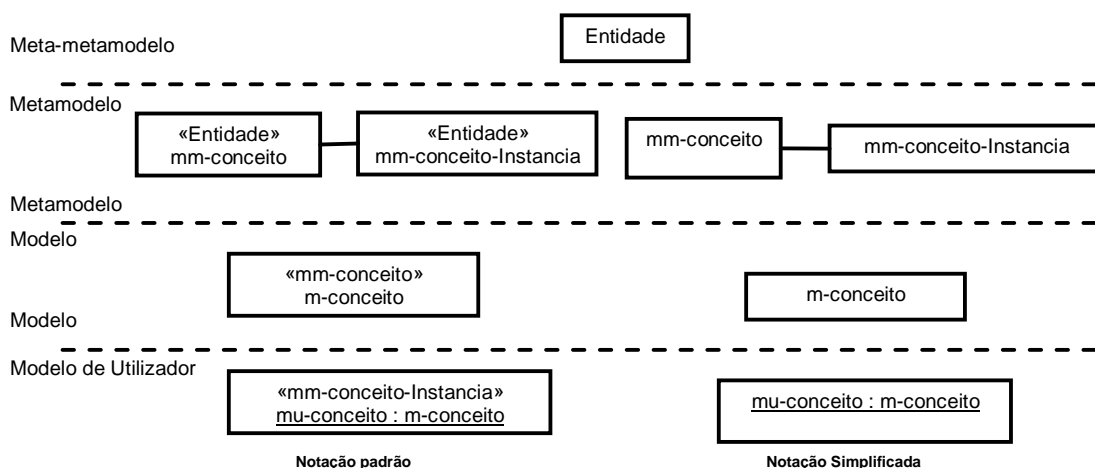 Meta-metamodelo
Entidade
Metamodelo
«Entidade»
mm-conceito
«Entidade»
mm-conceito-Instancia
mm-conceito
mm-conceito-Instancia
Metamodelo
Modelo
«mm-conceito»
m-conceito
m-conceito
Modelo
Modelo de Utilizador
«mm-conceito-Instancia»
mu-conceito : m-conceito
mu-conceito : m-conceito
Notação padrão
Notação Simplificada